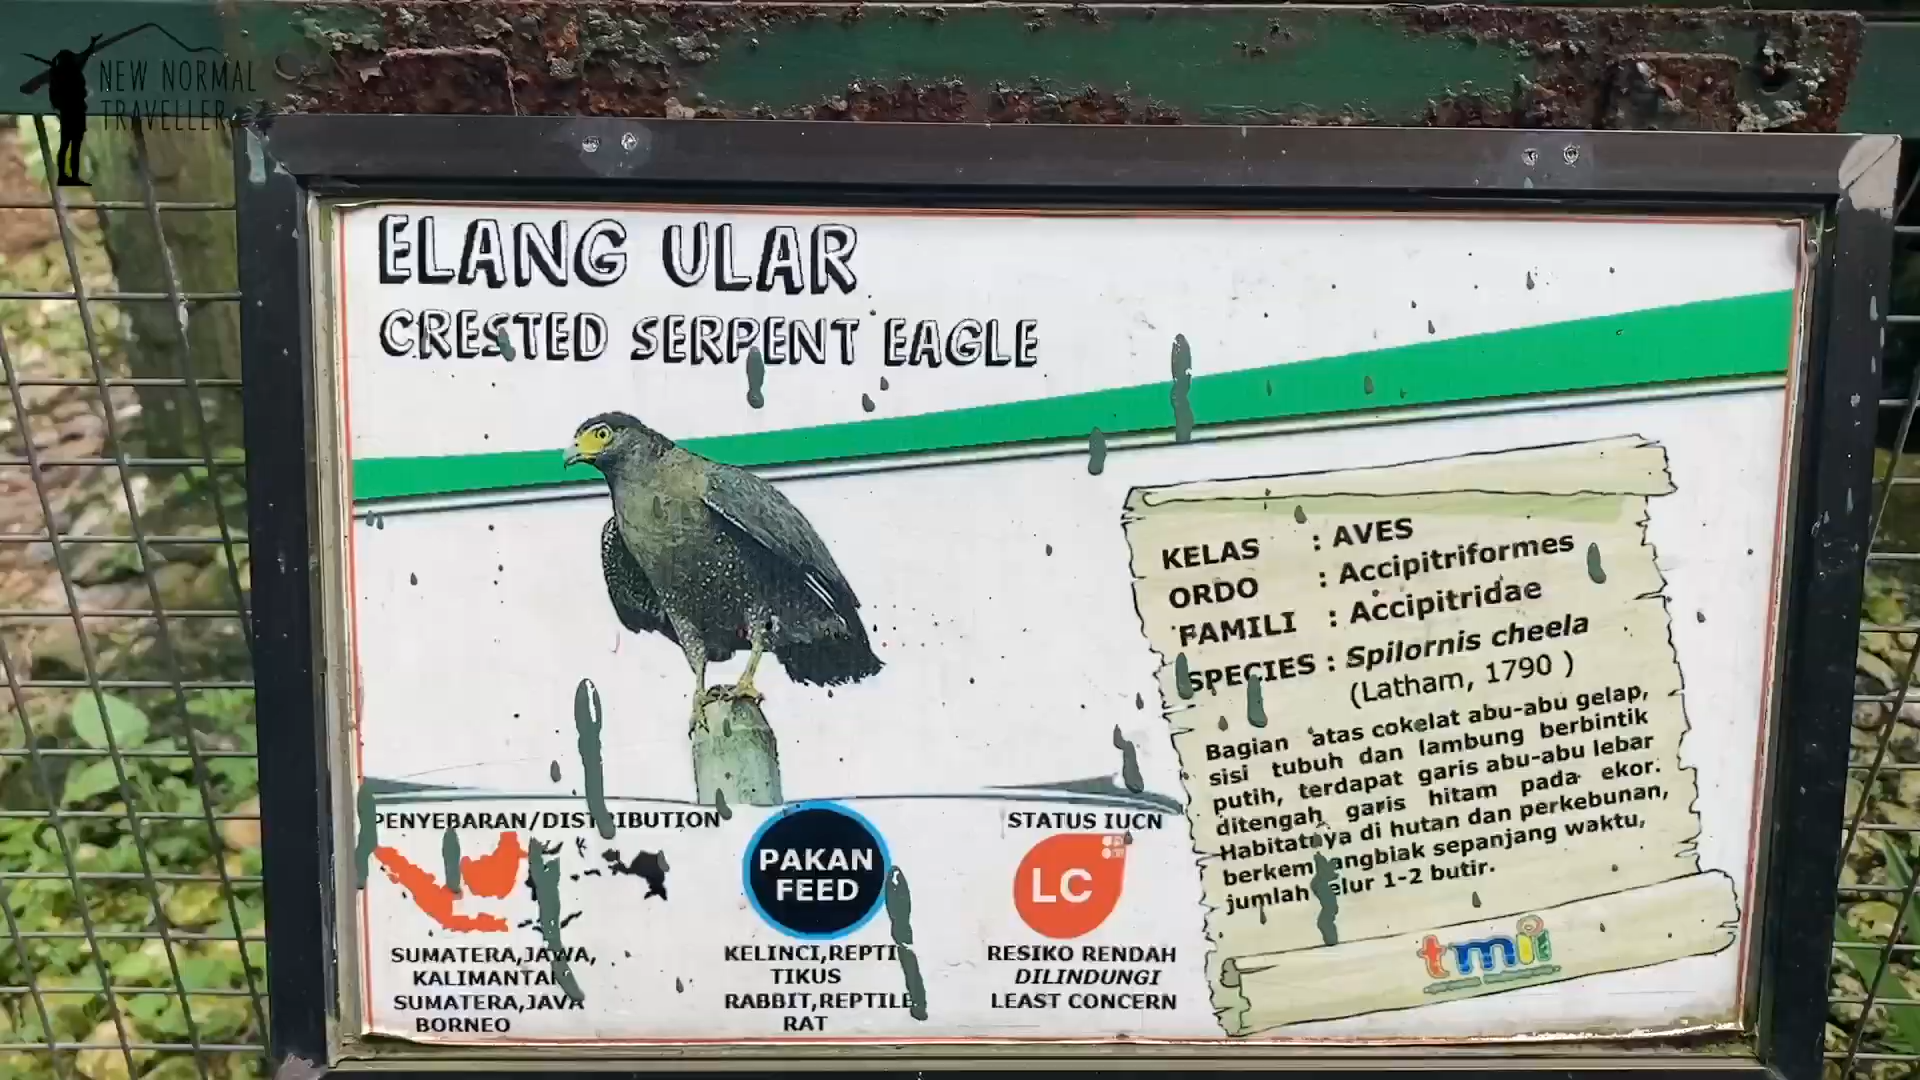 NEW NORMAL
TRAVELLER
ELANG ULAR
CRESTED SERPENT EAGLE
KELAS : AVES
ORDO : Accipitriformes
FAMILI : Accipitridae
SPECIES : Spilornis cheela
(Latham, 1790 )
Bagian atas cokelat abu-abu gelap,
sisi tubuh dan lambung berbintik
putih, terdapat garis abu-abu lebar
ditengah garis hitam pada ekor.
Habitatnya di hutan dan perkebunan,
berkembangbiak sepanjang waktu,
jumlah telur 1-2 butir.
tmii
PENYEBARAN/DISTRIBUTION
SUMATERA,JAWA,
KALIMANTAN
SUMATERA,JAVA
BORNEO
PAKAN
FEED
KELINCI,REPTI
TIKUS
RABBIT,REPTILE
RAT
STATUS IUCN
LC
RESIKO RENDAH
DILINDUNGI
LEAST CONCERN